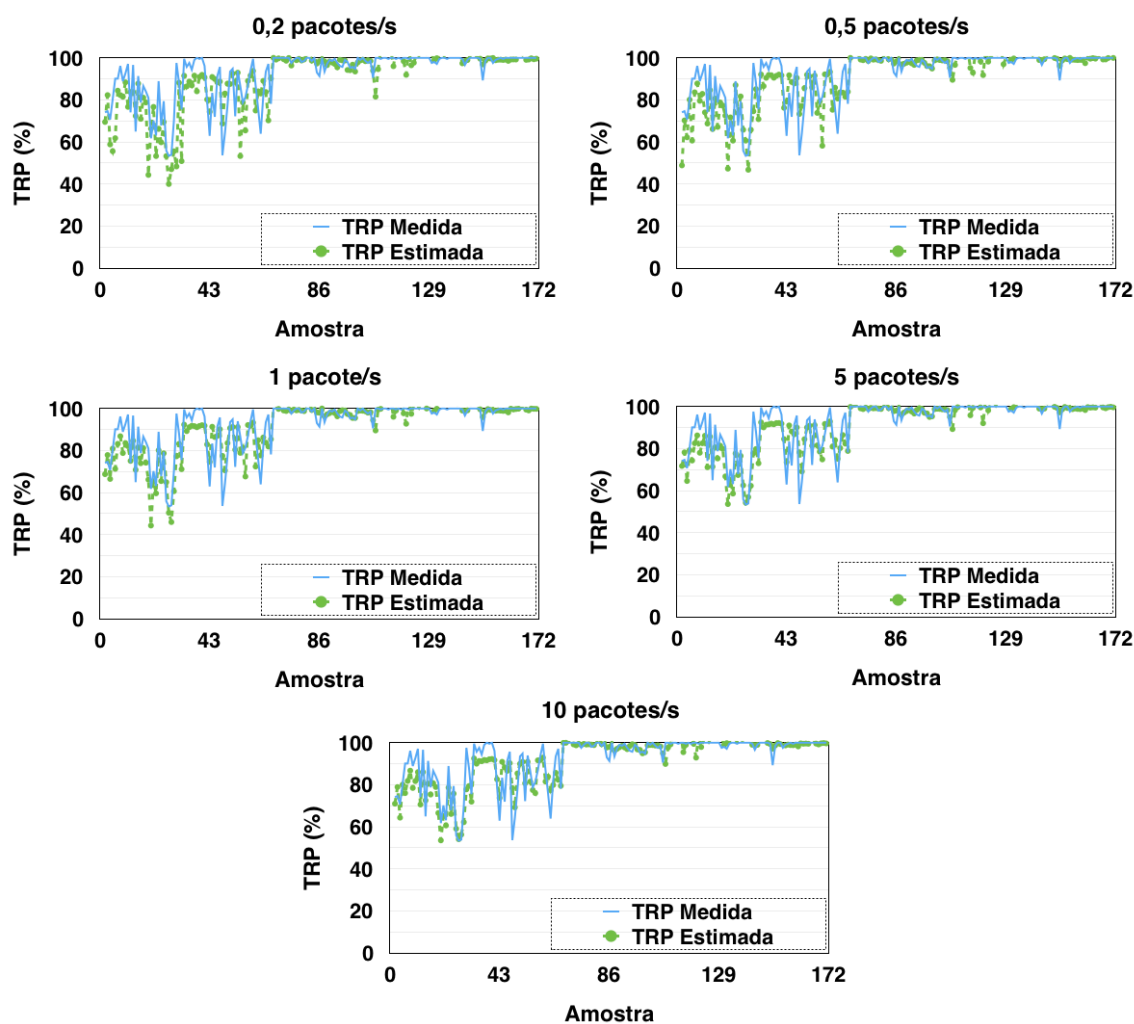 0,2 pacotes/s
100
80
60
40
20
0
TRP (%)
TRP Medida
TRP Estimada
0 43 86 129 172
Amostra
0,5 pacotes/s
100
80
60
40
20
0
TRP (%)
TRP Medida
TRP Estimada
0 43 86 129 172
Amostra
1 pacote/s
100
80
60
40
20
0
TRP (%)
TRP Medida
TRP Estimada
0 43 86 129 172
Amostra
5 pacotes/s
100
80
60
40
20
0
TRP (%)
TRP Medida
TRP Estimada
0 43 86 129 172
Amostra
10 pacotes/s
100
80
60
40
20
0
TRP (%)
TRP Medida
TRP Estimada
0 43 86 129 172
Amostra